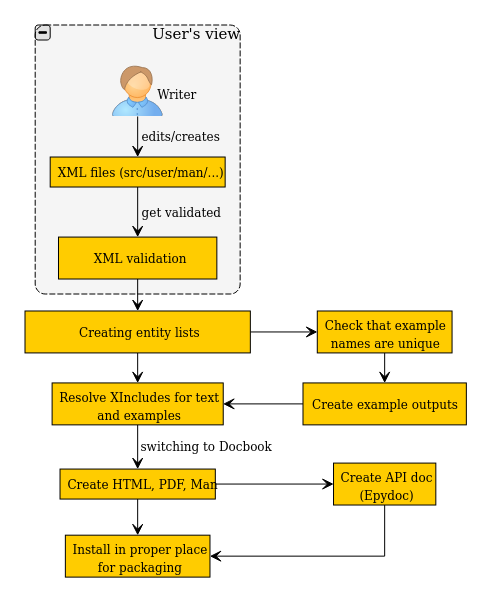 User's view
Writer
edits/creates
XML files (src/user/man/...)
get validated
XML validation
Creating entity lists
Check that example
names are unique
Resolve XIncludes for text
and examples
Create example outputs
switching to Docbook
Create HTML, PDF, Man
Create API doc
(Epydoc)
Install in proper place
for packaging